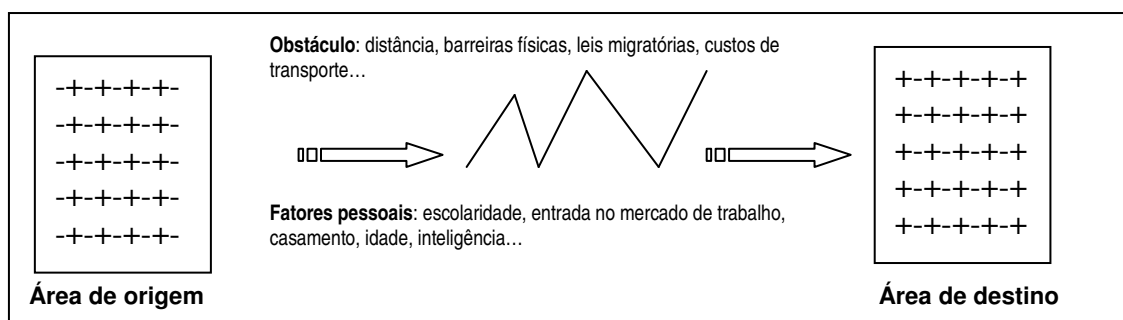 Obstáculo: distância, barreiras físicas, leis migratórias, custos de
transporte…
-+-+-+-+-
-+-+-+-+-
-+-+-+-+-
-+-+-+-+-
-+-+-+-+-
+-+-+-+-+
+-+-+-+-+
+-+-+-+-+
+-+-+-+-+
+-+-+-+-+
Fatores pessoais: escolaridade, entrada no mercado de trabalho,
casamento, idade, inteligência…
Área de origem
Área de destino